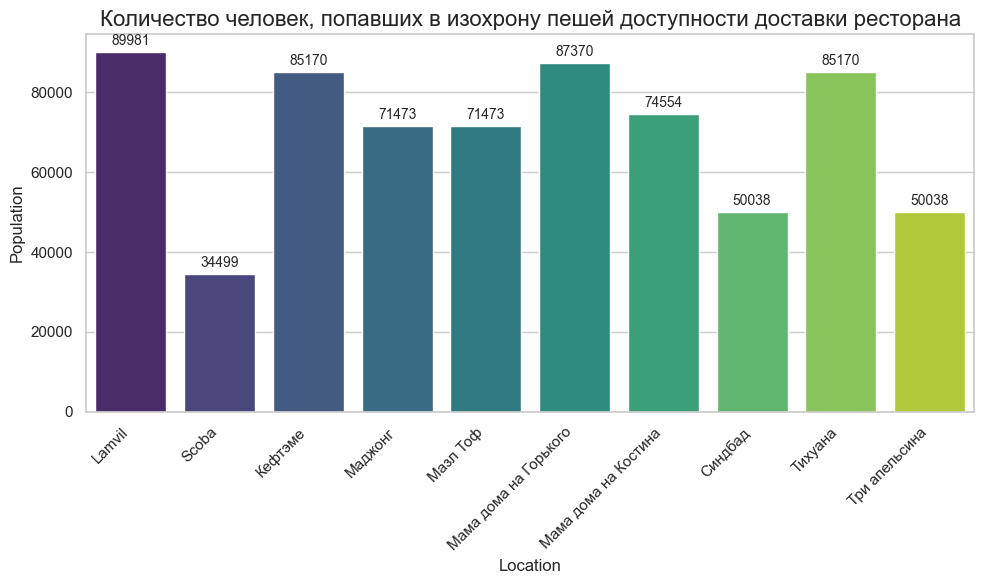 Количество человек, попавших в изохрону пешей доступности доставки ресторана
89981
34499
85170
71473
71473
87370
74554
50038
85170
50038
80000
60000
40000
20000
0
Population
Lamvil
Scoba
Кефтэме
Маджонг
Мазл Тоф
Мама дома на Горького
Мама дома на Костина
Синдбад
Тихуана
Три апельсина
Location